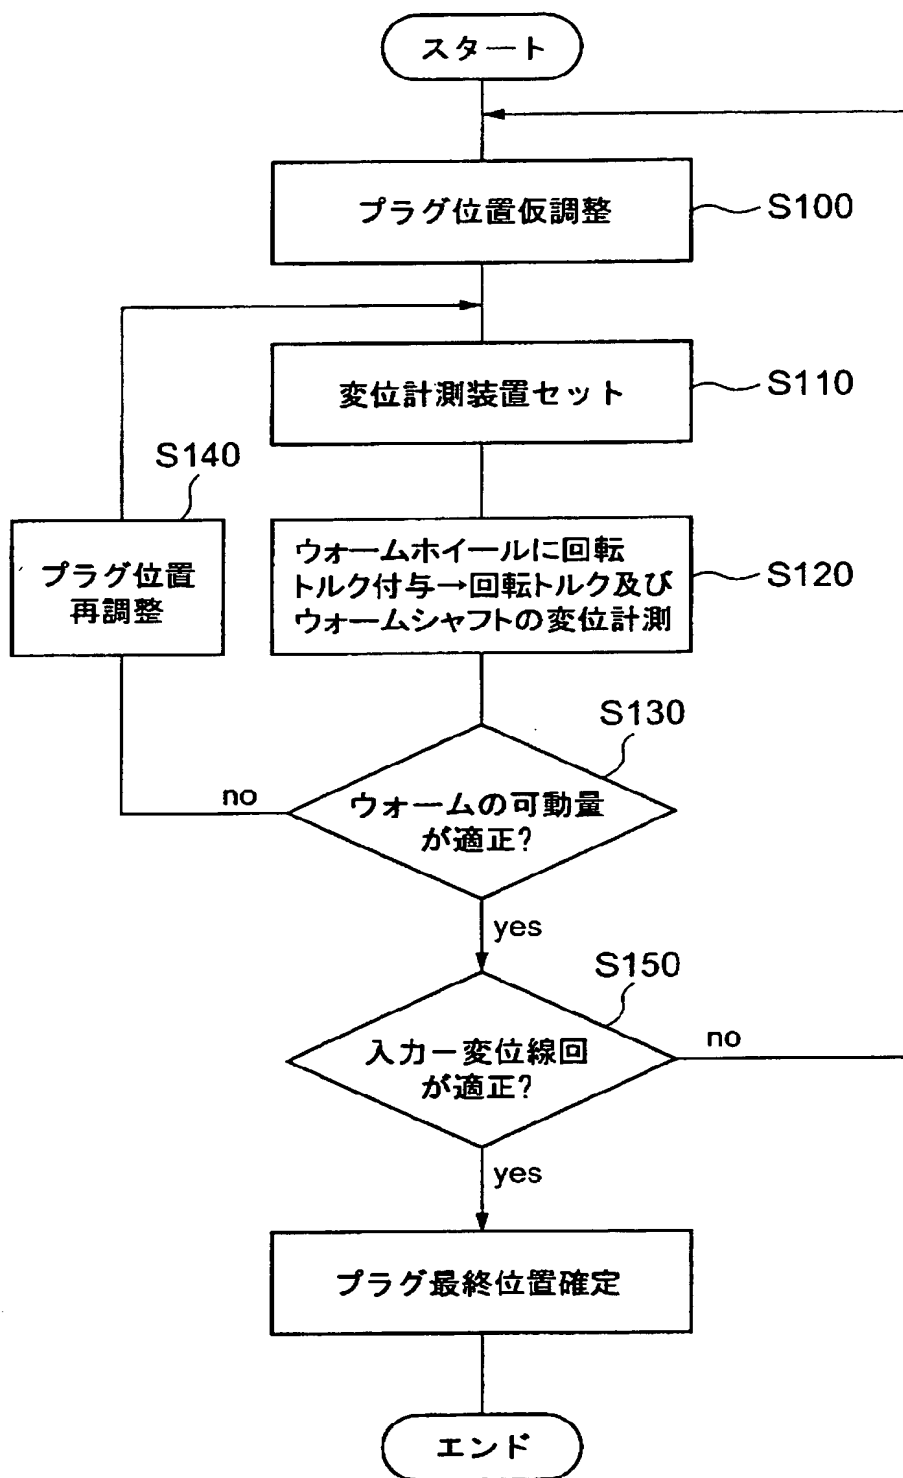 スタート
プラグ位置仮調整
S100
変位計測装置セット
S110
S140
プラグ位置
再調整
ウォームホイールに回転
トルク付与→回転トルク及び
ウォームシャフトの変位計測
S120
S130
ウォームの可動量
が適正?
no
yes
S150
入力－変位線回
が適正?
no
yes
プラグ最終位置確定
エンド